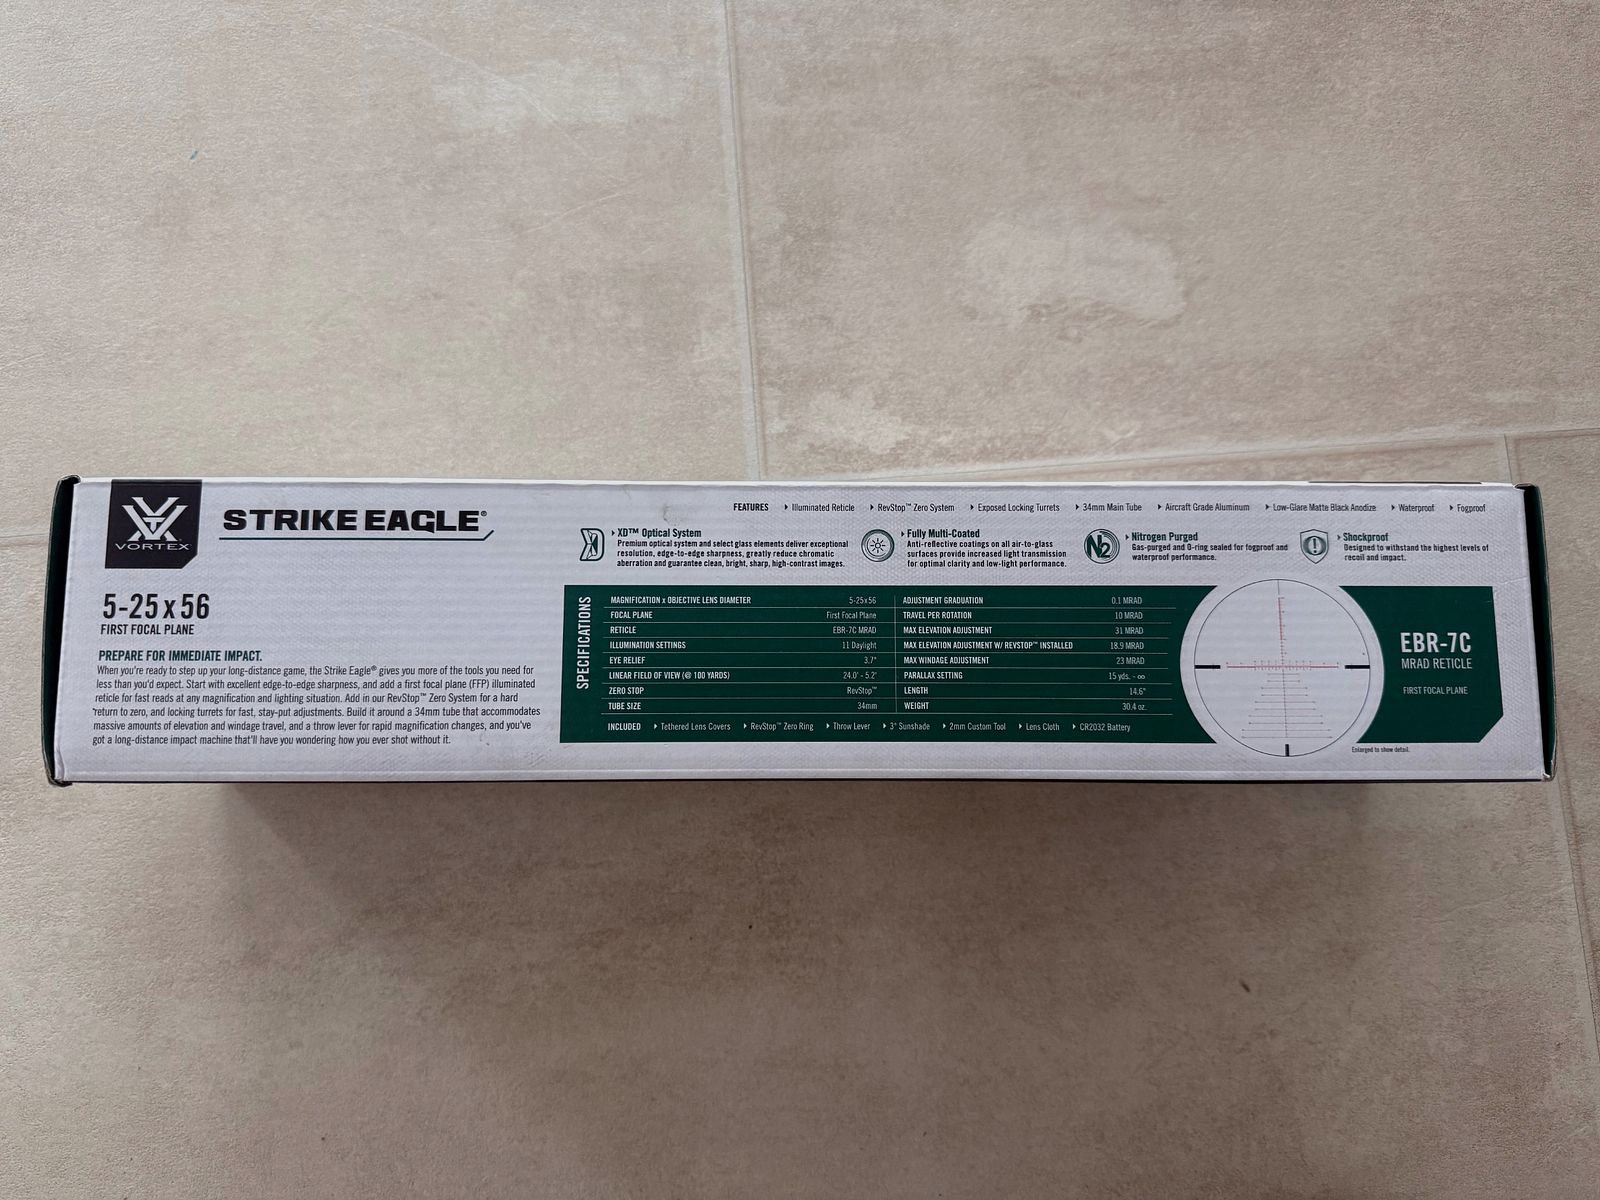 VORTEX
STRIKE EAGLE®
5-25 x 56
FIRST FOCAL PLANE
PREPARE FOR IMMEDIATE IMPACT.
When you're ready to step up your long-distance game, the Strike Eagle® gives you more of the tools you need for
less than you'd expect. Start with excellent edge-to-edge sharpness, and add a first focal plane (FFP) illuminated
reticle for fast reads at any magnification and lighting situation. Add in our RevStop™ Zero System for a hard
return to zero, and locking turrets for fast, stay-put adjustments. Build it around a 34mm tube that accommodates
massive amounts of elevation and windage travel, and a throw lever for rapid magnification changes, and you've
got a long-distance impact machine that'll have you wondering how you ever shot without it.
FEATURES Illuminated Reticle RevStop™ Zero System Exposed Locking Turrets 34mm Main Tube Aircraft Grade Aluminum Low-Glare Matte Black Anodize Waterproof Fogproof
XD™ Optical System
Premium optical system and select glass elements deliver exceptional
resolution, edge-to-edge sharpness, greatly reduce chromatic
aberration and guarantee clean, bright, sharp, high-contrast images.
Fully Multi-Coated
Anti-reflective coatings on all air-to-glass
surfaces provide increased light transmission
for optimal clarity and low-light performance.
N2
Nitrogen Purged
Gas-purged and O-ring sealed for fogproof and
waterproof performance.
Shockproof
Designed to withstand the highest levels of
recoil and impact.
SPECIFICATIONS
MAGNIFICATION x OBJECTIVE LENS DIAMETER 5-25x56
FOCAL PLANE First Focal Plane
RETICLE EBR-7C MRAD
ILLUMINATION SETTINGS 11 Daylight
EYE RELIEF 3.7"
LINEAR FIELD OF VIEW (@ 100 YARDS) 24.0' - 5.2'
ZERO STOP RevStop™
TUBE SIZE 34mm
ADJUSTMENT GRADUATION 0.1 MRAD
TRAVEL PER ROTATION 10 MRAD
MAX ELEVATION ADJUSTMENT 31 MRAD
MAX ELEVATION ADJUSTMENT W/ REVSTOP™ INSTALLED 18.9 MRAD
MAX WINDAGE ADJUSTMENT 23 MRAD
PARALLAX SETTING 15 yds. - ∞
LENGTH 14.6"
WEIGHT 30.4 oz.
INCLUDED Tethered Lens Covers RevStop™ Zero Ring Throw Lever 3" Sunshade 2mm Custom Tool Lens Cloth CR2032 Battery
EBR-7C
MRAD RETICLE
FIRST FOCAL PLANE
Enlarged to show detail.